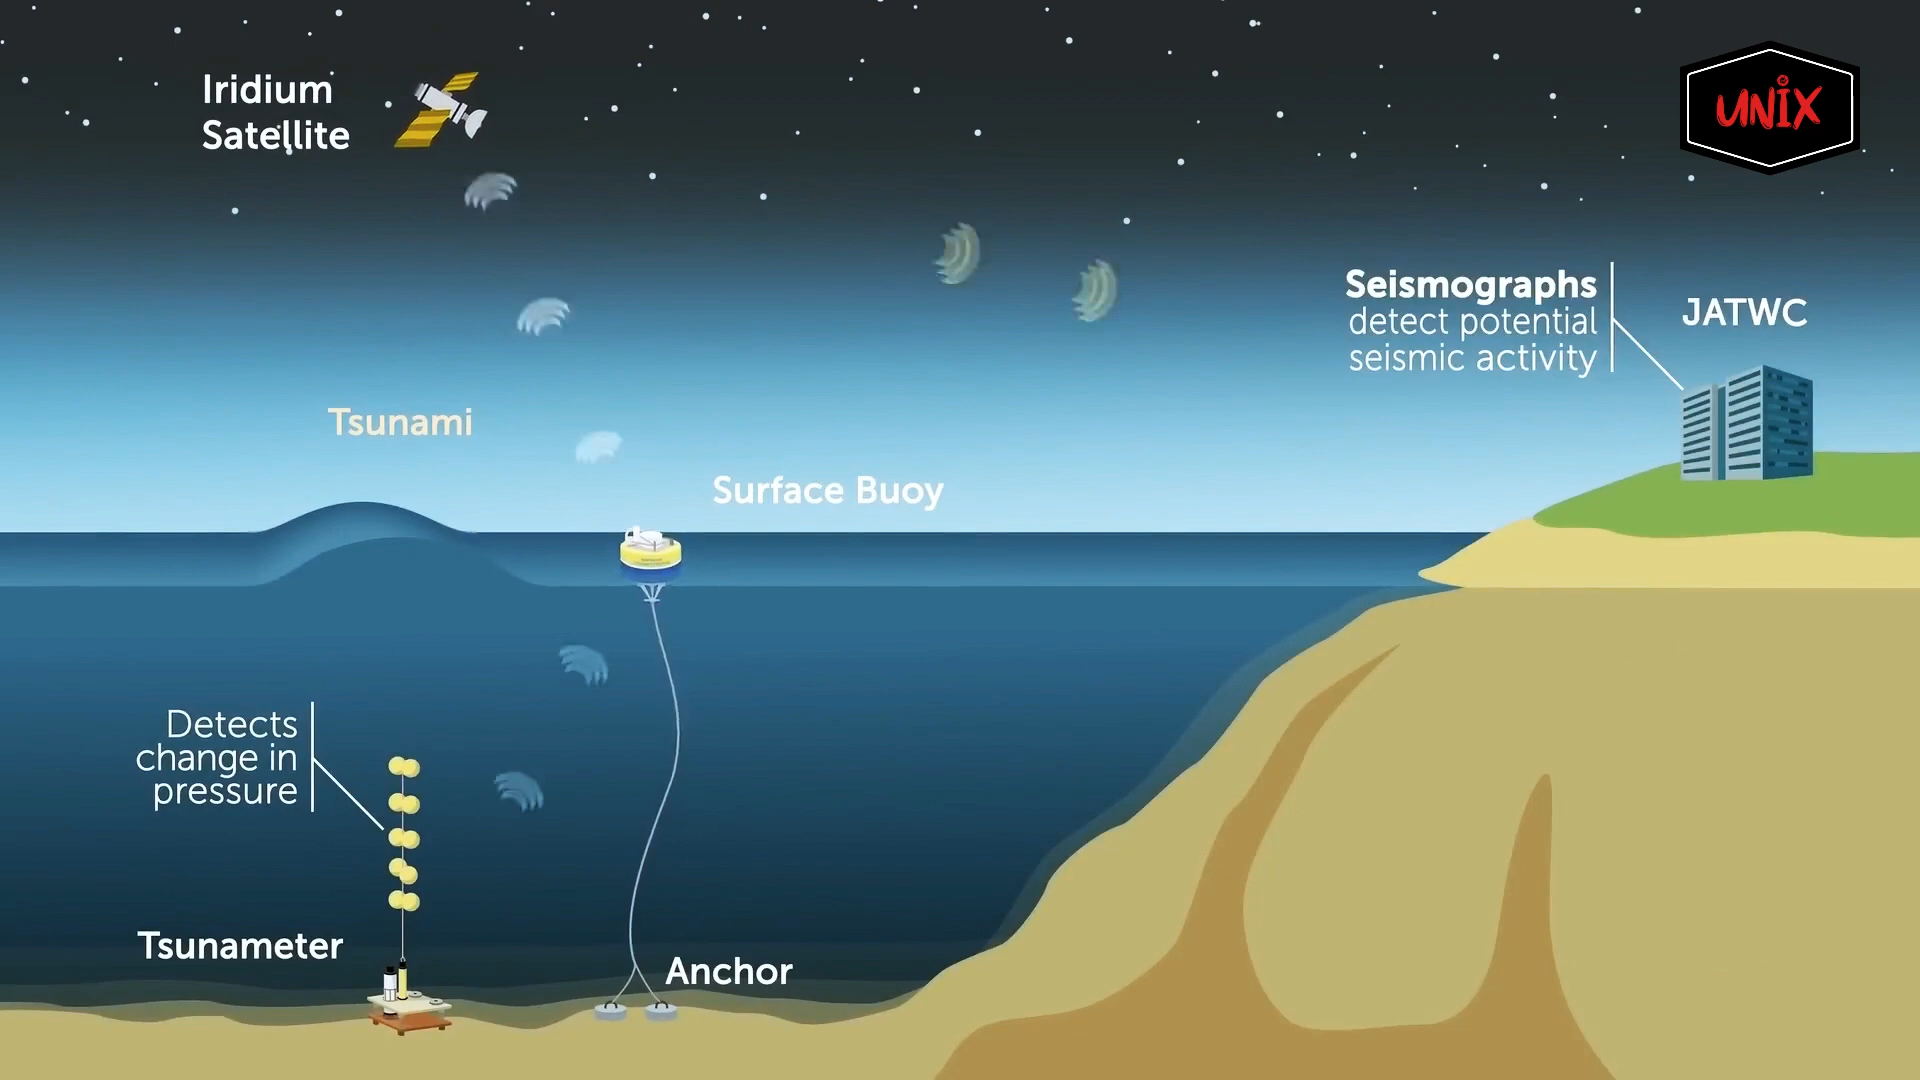 Iridium
Satellite
UNIX
Seismographs
detect potential
seismic activity
JATWC
Tsunami
Surface Buoy
Detects
change in
pressure
Tsunameter
Anchor